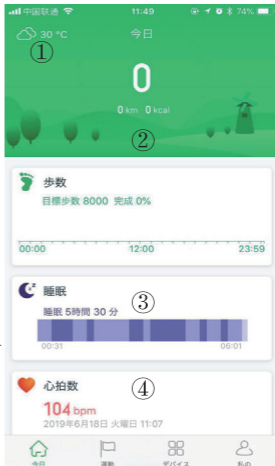 中国联通 11:49 74%
30 °C 今日
①
0
0 km 0 kcal
②
步数
目標步数 8000 完成 0%
00:00 12:00 23:59
睡眠 ③
睡眠 5時間 30 分
00:31 06:01
心拍数 ④
104 bpm
2019年6月18日 火曜日 11:07
今日 運動 デバイス 私の